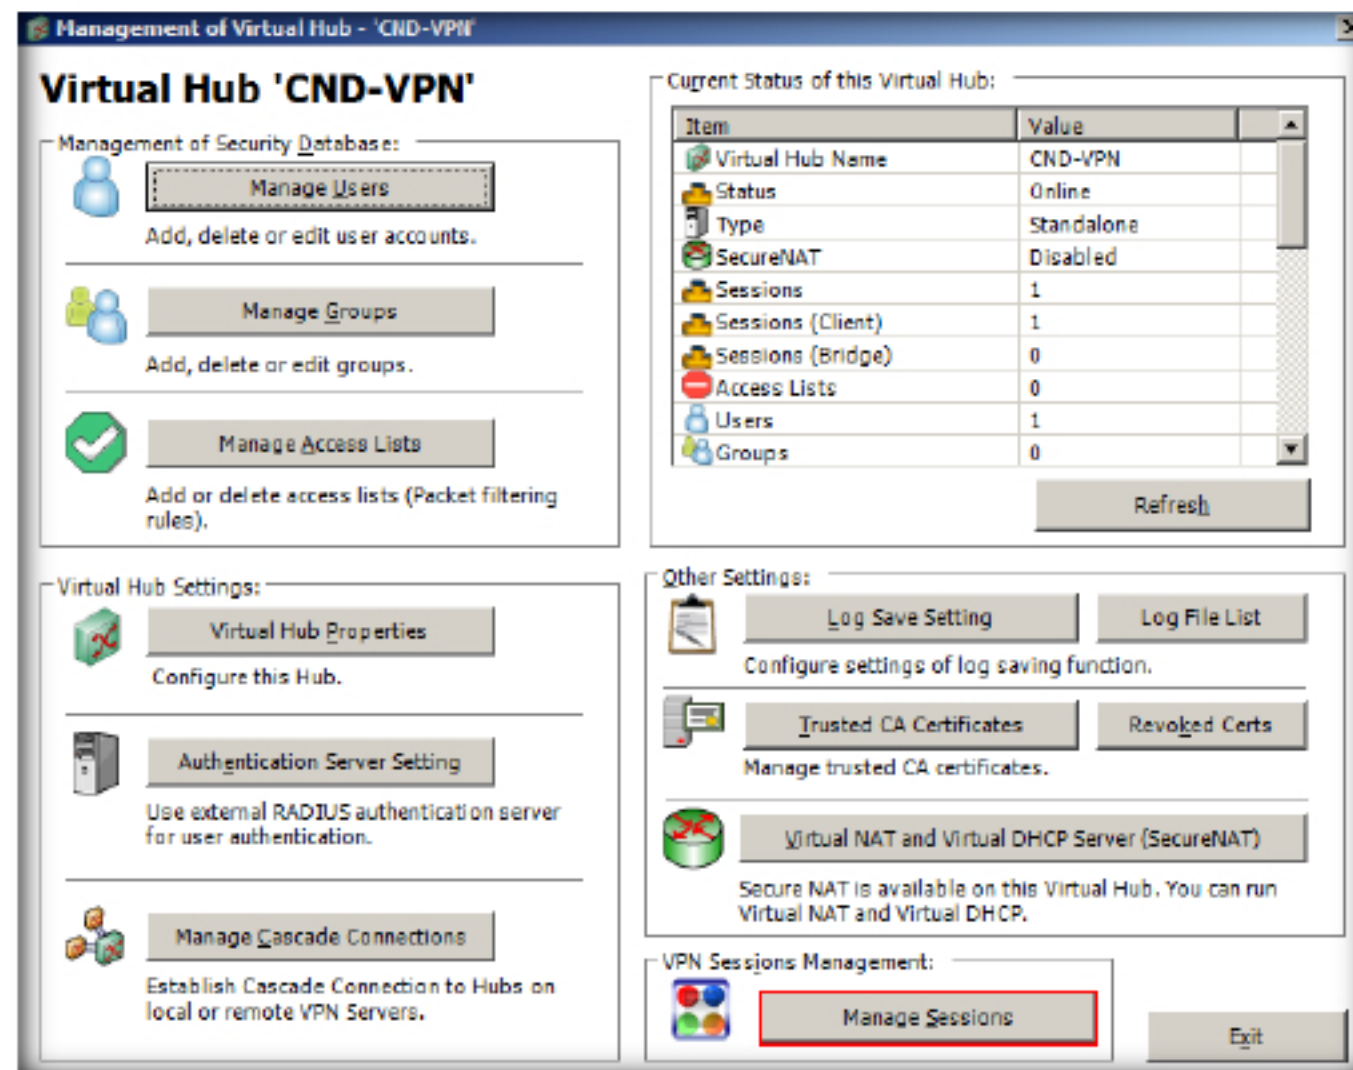 Management of Virtual Hub - 'CND-VPN'
Virtual Hub 'CND-VPN'
Management of Security Database:
Manage Users
Add, delete or edit user accounts.
Manage Groups
Add, delete or edit groups.
Manage Access Lists
Add or delete access lists (Packet filtering
rules).
Current Status of this Virtual Hub:
Item Value
Virtual Hub Name CND-VPN
Status Online
Type Standalone
SecureNAT Disabled
Sessions 1
Sessions (Client) 1
Sessions (Bridge) 0
Access Lists 0
Users 1
Groups 0
Refresh
Virtual Hub Settings:
Virtual Hub Properties
Configure this Hub.
Authentication Server Setting
Use external RADIUS authentication server
for user authentication.
Manage Cascade Connections
Establish Cascade Connection to Hubs on
local or remote VPN Servers.
Other Settings:
Log Save Setting Log File List
Configure settings of log saving function.
Trusted CA Certificates Revoked Certs
Manage trusted CA certificates.
Virtual NAT and Virtual DHCP Server (SecureNAT)
Secure NAT is available on this Virtual Hub. You can run
Virtual NAT and Virtual DHCP.
VPN Sessions Management:
Manage Sessions
Exit